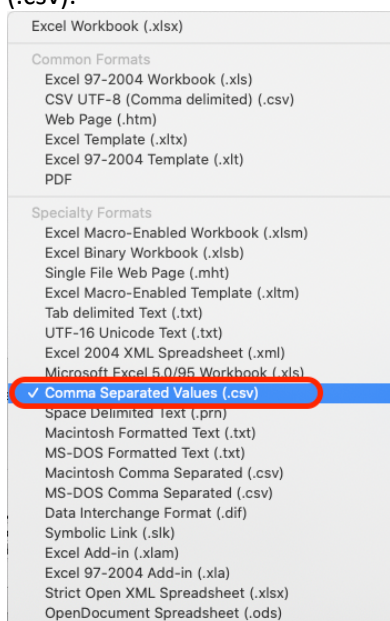 (.csv):
Excel Workbook (.xlsx)
Common Formats
Excel 97-2004 Workbook (.xls)
CSV UTF-8 (Comma delimited) (.csv)
Web Page (.htm)
Excel Template (.xltx)
Excel 97-2004 Template (.xlt)
PDF
Specialty Formats
Excel Macro-Enabled Workbook (.xlsm)
Excel Binary Workbook (.xlsb)
Single File Web Page (.mht)
Excel Macro-Enabled Template (.xltm)
Tab delimited Text (.txt)
UTF-16 Unicode Text (.txt)
Excel 2004 XML Spreadsheet (.xml)
Microsoft Excel 5.0/95 Workbook (.xls)
✓ Comma Separated Values (.csv)
Space Delimited Text (.prn)
Macintosh Formatted Text (.txt)
MS-DOS Formatted Text (.txt)
Macintosh Comma Separated (.csv)
MS-DOS Comma Separated (.csv)
Data Interchange Format (.dif)
Symbolic Link (.slk)
Excel Add-in (.xlam)
Excel 97-2004 Add-in (.xla)
Strict Open XML Spreadsheet (.xlsx)
OpenDocument Spreadsheet (.ods)